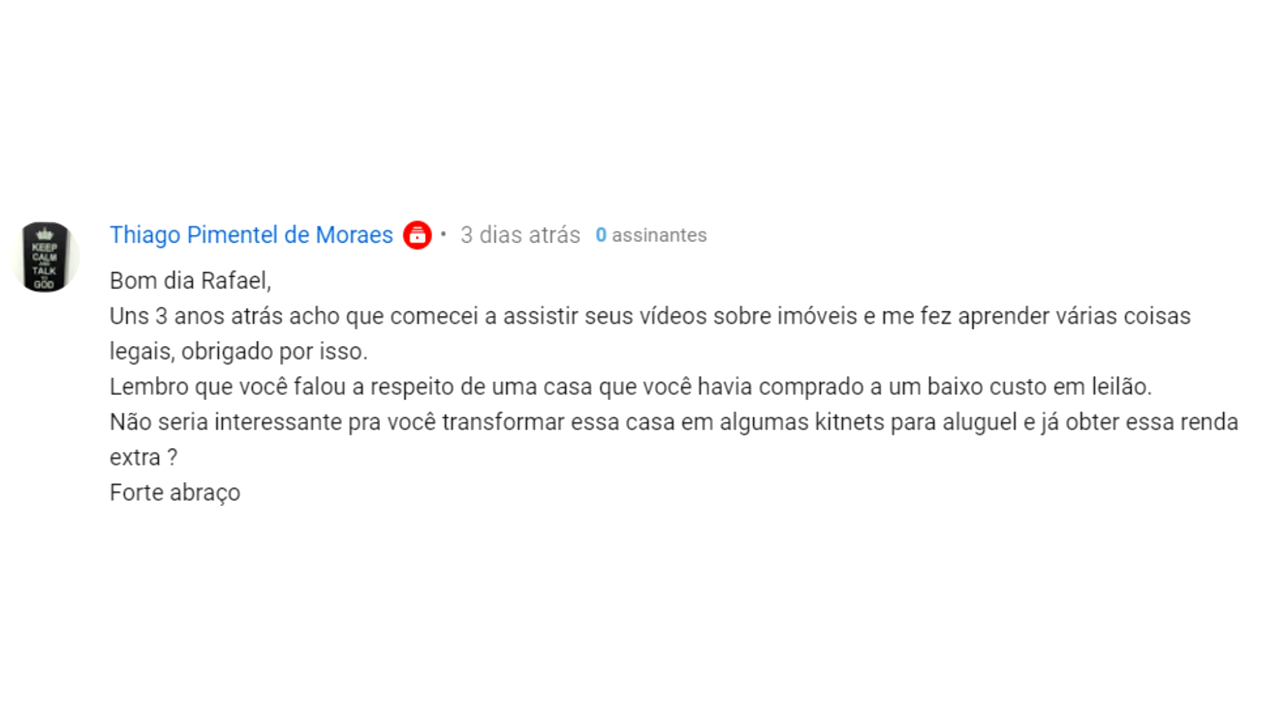 Thiago Pimentel de Moraes • 3 dias atrás 0 assinantes
KEEP
CALM
AND
TALK
TO
GOD
Bom dia Rafael,
Uns 3 anos atrás acho que comecei a assistir seus vídeos sobre imóveis e me fez aprender várias coisas
legais, obrigado por isso.
Lembro que você falou a respeito de uma casa que você havia comprado a um baixo custo em leilão.
Não seria interessante pra você transformar essa casa em algumas kitnets para aluguel e já obter essa renda
extra ?
Forte abraço